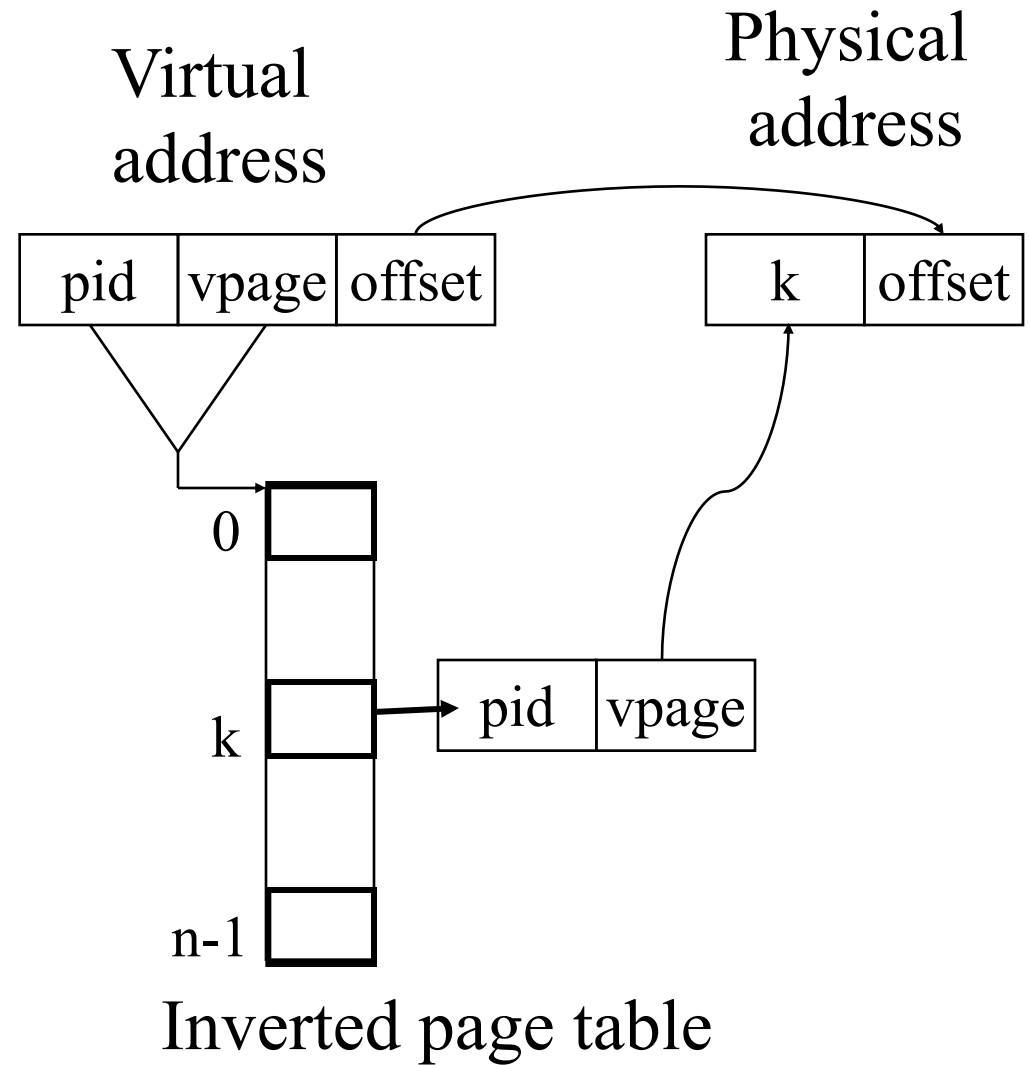 Virtual
address
Physical
address
pid vpage offset
k offset
0
k
pid vpage
n-1
Inverted page table